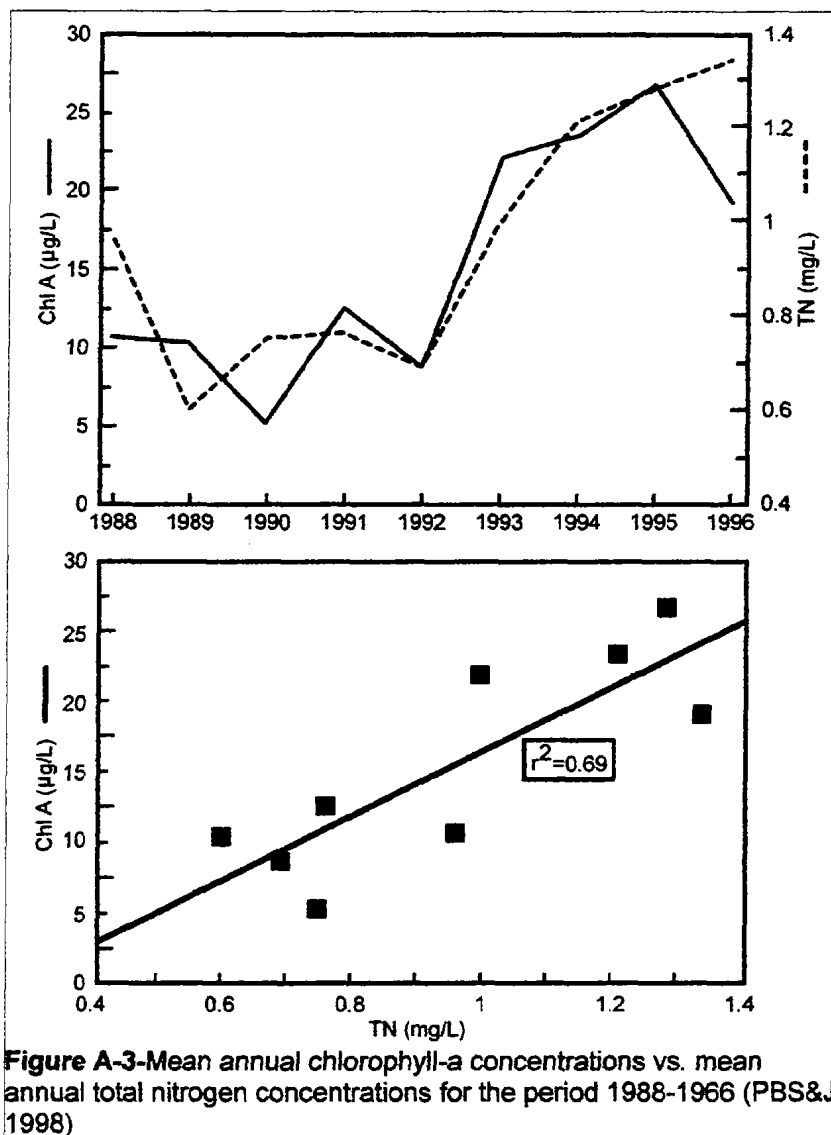 30
25
20
15
10
5
0
Chl A (µg/L)
1.4
1.2
1
0.8
0.6
0.4
TN (mg/L)
1988 1989 1990 1991 1992 1993 1994 1995 1996
30
25
20
15
10
5
0
Chl A (µg/L)
r²=0.69
0.4 0.6 0.8 1 1.2 1.4
TN (mg/L)
Figure A-3-Mean annual chlorophyll-a concentrations vs. mean
annual total nitrogen concentrations for the period 1988-1966 (PBS&J
1998)